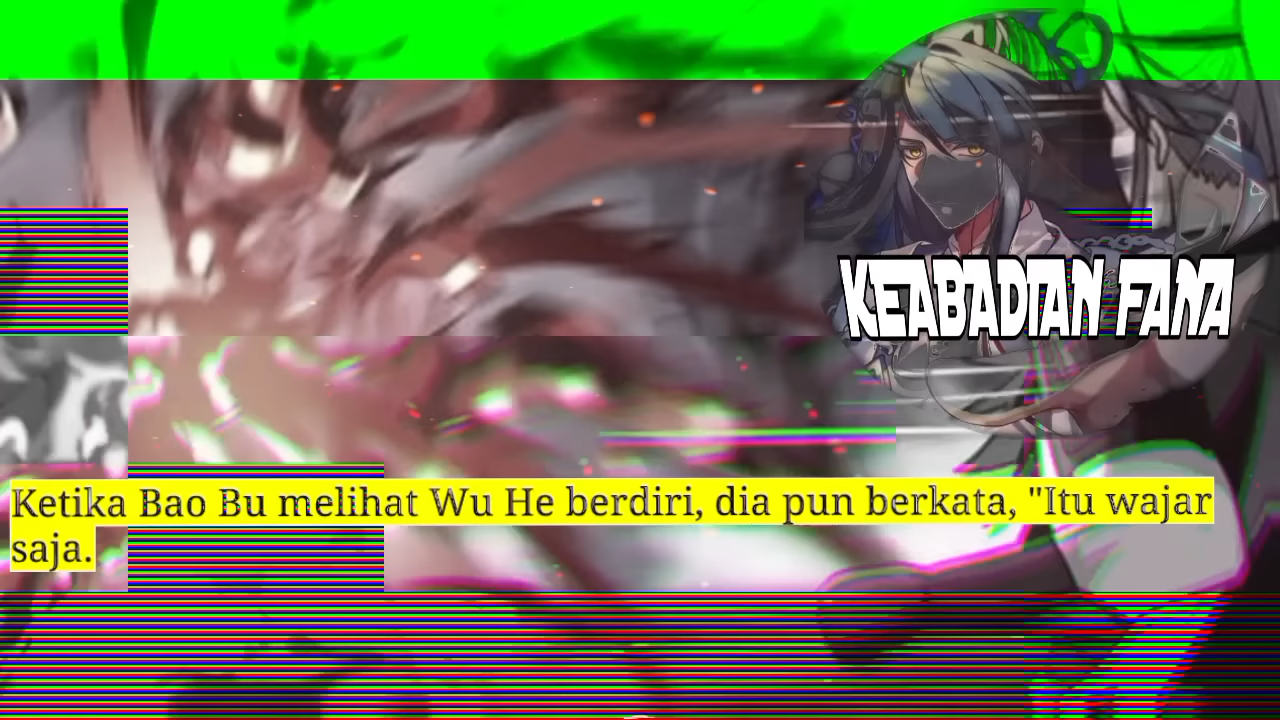 KEABADIAN FANA
Ketika Bao Bu melihat Wu He berdiri, dia pun berkata, "Itu wajar
saja.